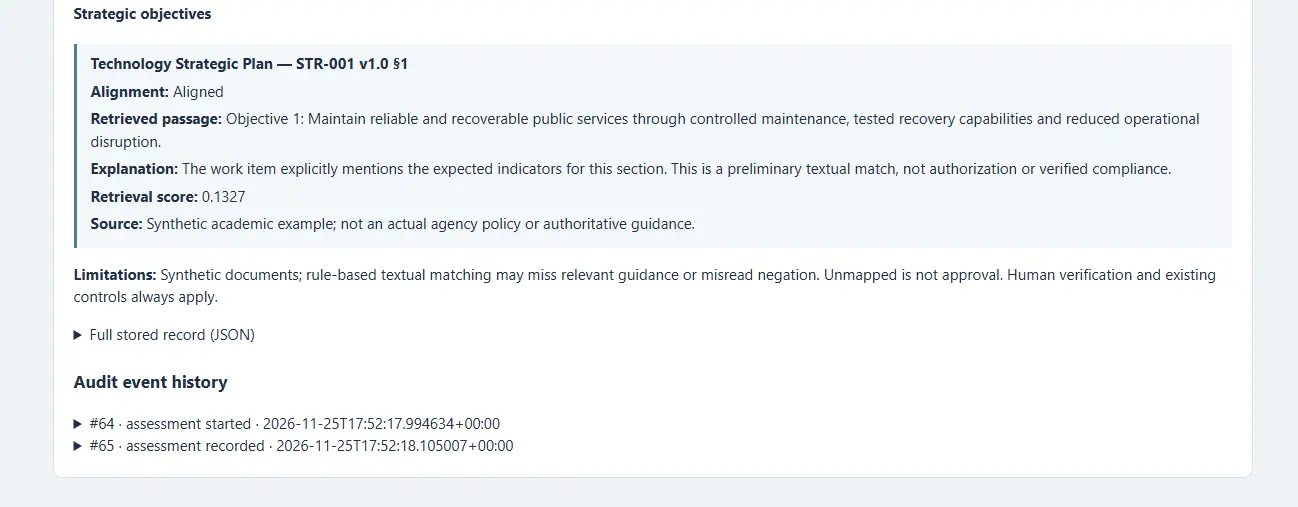 Strategic objectives
Technology Strategic Plan — STR-001 v1.0 §1
Alignment: Aligned
Retrieved passage: Objective 1: Maintain reliable and recoverable public services through controlled maintenance, tested recovery capabilities and reduced operational
disruption.
Explanation: The work item explicitly mentions the expected indicators for this section. This is a preliminary textual match, not authorization or verified compliance.
Retrieval score: 0.1327
Source: Synthetic academic example; not an actual agency policy or authoritative guidance.
Limitations: Synthetic documents; rule-based textual matching may miss relevant guidance or misread negation. Unmapped is not approval. Human verification and existing
controls always apply.
▶ Full stored record (JSON)
Audit event history
▶ #64 · assessment started · 2026-11-25T17:52:17.994634+00:00
▶ #65 · assessment recorded · 2026-11-25T17:52:18.105007+00:00